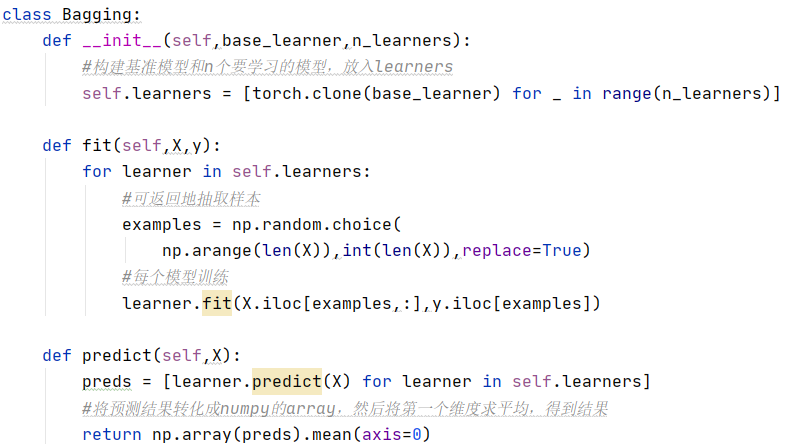 class Bagging:
    def __init__(self,base_learner,n_learners):
        #构建基准模型和n个要学习的模型，放入learners
        self.learners = [torch.clone(base_learner) for _ in range(n_learners)]
    def fit(self,X,y):
        for learner in self.learners:
            #可返回地抽取样本
            examples = np.random.choice(
                np.arange(len(X)),int(len(X)),replace=True)
            #每个模型训练
            learner.fit(X.iloc[examples,:],y.iloc[examples])
    def predict(self,X):
        preds = [learner.predict(X) for learner in self.learners]
        #将预测结果转化成numpy的array，然后将第一个维度求平均，得到结果
        return np.array(preds).mean(axis=0)